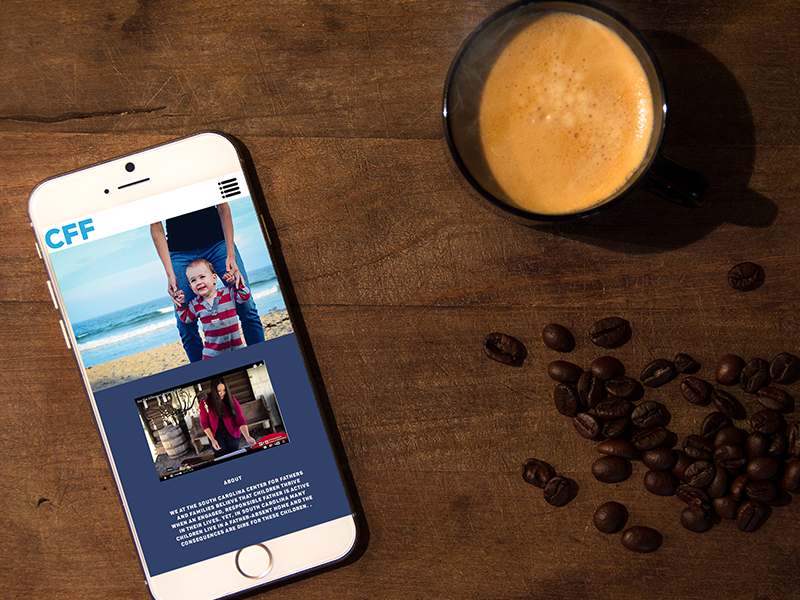 CFF
ABOUT
WE AT THE SOUTH CAROLINA CENTER FOR FATHERS
AND FAMILIES BELIEVE THAT CHILDREN THRIVE
WHEN AN ENGAGED, RESPONSIBLE FATHER IS ACTIVE
IN THEIR LIVES. YET, IN SOUTH CAROLINA MANY
CHILDREN LIVE IN A FATHER-ABSENT HOME AND THE
CONSEQUENCES ARE DIRE FOR THESE CHILDREN. .